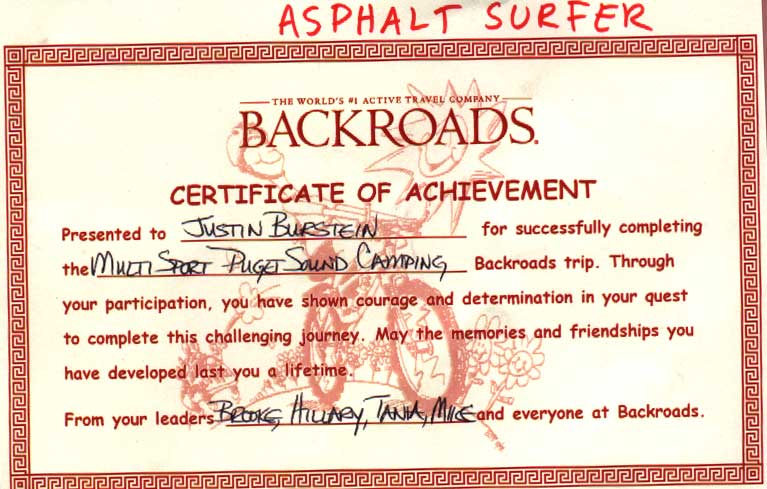 ASPHALT SURFER
THE WORLD'S #1 ACTIVE TRAVEL COMPANY
BACKROADS.
CERTIFICATE OF ACHIEVEMENT
Presented to JUSTIN BURSTEIN for successfully completing
the MULTI SPORT PUGET SOUND CAMPING Backroads trip. Through
your participation, you have shown courage and determination in your quest
to complete this challenging journey. May the memories and friendships you
have developed last you a lifetime.
From your leaders BROOKE, HILLARY, TANIA, MIKE and everyone at Backroads.